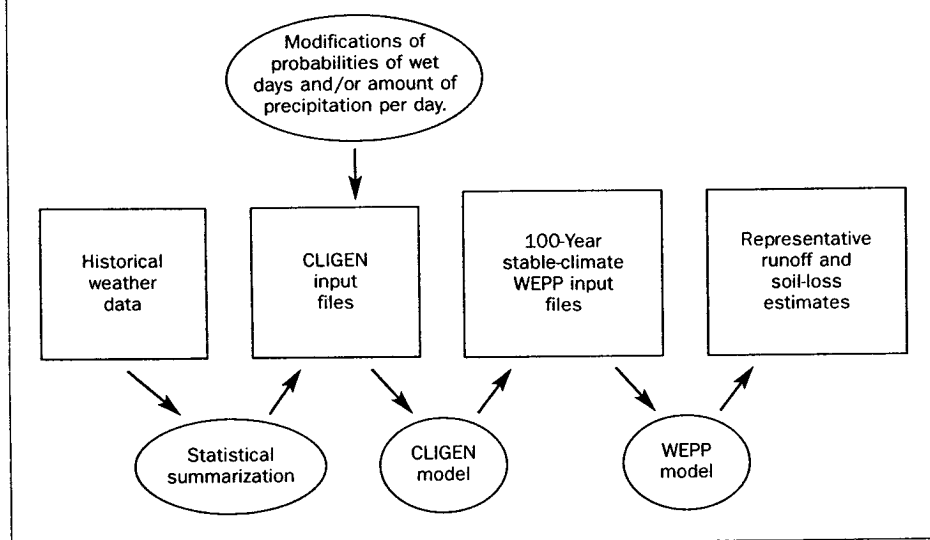 Modifications of
probabilities of wet
days and/or amount of
precipitation per day.
Historical
weather
data
CLIGEN
input
files
100-Year
stable-climate
WEPP input
files
Representative
runoff and
soil-loss
estimates
Statistical
summarization
CLIGEN
model
WEPP
model